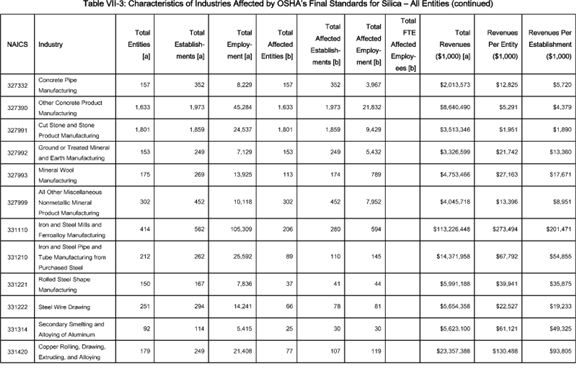 Table VII-3: Characteristics of Industries Affected by OSHA's Final Standards for Silica – All Entities (continued)
NAICS Industry Total Entities [a] Total Establish-ments [a] Total Employ-ment [a] Total Affected Entities [b] Total Affected Establish-ments [b] Total Affected Employ-ment [b] Total FTE Affected Employ-ees [b] Total Revenues ($1,000) [a] Revenues Per Entity ($1,000) Revenues Per Establishment ($1,000)
327332 Concrete Pipe Manufacturing 157 352 8,229 157 352 3,967 $2,013,573 $12,825 $5,720
327390 Other Concrete Product Manufacturing 1,633 1,973 45,284 1,633 1,973 21,832 $8,640,490 $5,291 $4,379
327991 Cut Stone and Stone Product Manufacturing 1,801 1,859 24,537 1,801 1,859 9,429 $3,513,346 $1,951 $1,890
327992 Ground or Treated Mineral and Earth Manufacturing 153 249 7,129 153 249 5,432 $3,326,599 $21,742 $13,360
327993 Mineral Wool Manufacturing 175 269 13,925 113 174 789 $4,753,466 $27,163 $17,671
327999 All Other Miscellaneous Nonmetallic Mineral Product Manufacturing 302 452 10,118 302 452 7,952 $4,045,718 $13,396 $8,951
331110 Iron and Steel Mills and Ferroalloy Manufacturing 414 562 105,309 206 280 594 $113,226,448 $273,494 $201,471
331210 Iron and Steel Pipe and Tube Manufacturing from Purchased Steel 212 262 25,592 89 110 145 $14,371,958 $67,792 $54,855
331221 Rolled Steel Shape Manufacturing 150 167 7,836 37 41 44 $5,991,188 $39,941 $35,875
331222 Steel Wire Drawing 251 294 14,241 66 78 81 $5,654,358 $22,527 $19,233
331314 Secondary Smelting and Alloying of Aluminum 92 114 5,415 25 30 30 $5,623,100 $61,121 $49,325
331420 Copper Rolling, Drawing, Extruding, and Alloying 179 249 21,408 77 107 119 $23,357,388 $130,488 $93,805